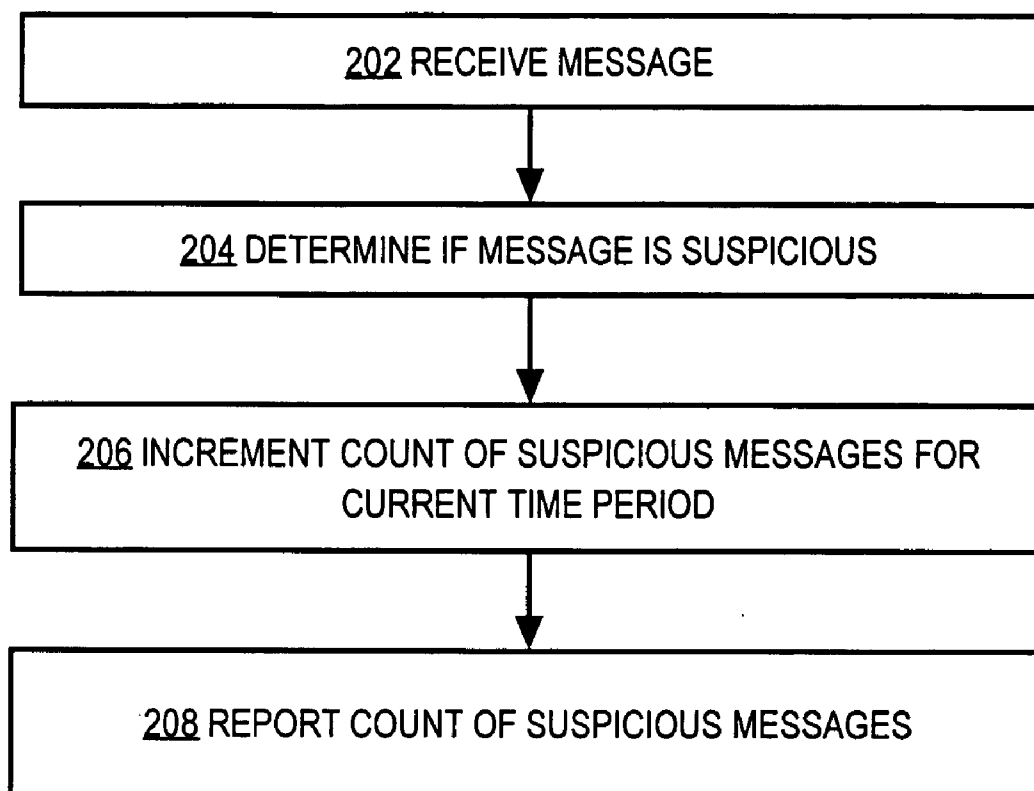 202 RECEIVE MESSAGE
204 DETERMINE IF MESSAGE IS SUSPICIOUS
206 INCREMENT COUNT OF SUSPICIOUS MESSAGES FOR
CURRENT TIME PERIOD
208 REPORT COUNT OF SUSPICIOUS MESSAGES